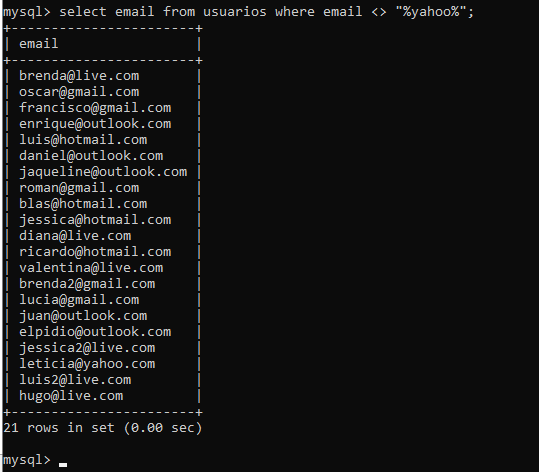 mysql> select email from usuarios where email <> "%yahoo%";
+-----------------------+
| email                 |
+-----------------------+
| brenda@live.com       |
| oscar@gmail.com       |
| francisco@gmail.com   |
| enrique@outlook.com   |
| luis@hotmail.com      |
| daniel@outlook.com    |
| jaqueline@outlook.com |
| roman@gmail.com       |
| blas@hotmail.com      |
| jessica@hotmail.com   |
| diana@live.com        |
| ricardo@hotmail.com   |
| valentina@live.com    |
| brenda2@gmail.com     |
| lucia@gmail.com       |
| juan@outlook.com      |
| elpidio@outlook.com   |
| jessica2@live.com     |
| leticia@yahoo.com     |
| luis2@live.com        |
| hugo@live.com         |
+-----------------------+
21 rows in set (0.00 sec)

mysql> _